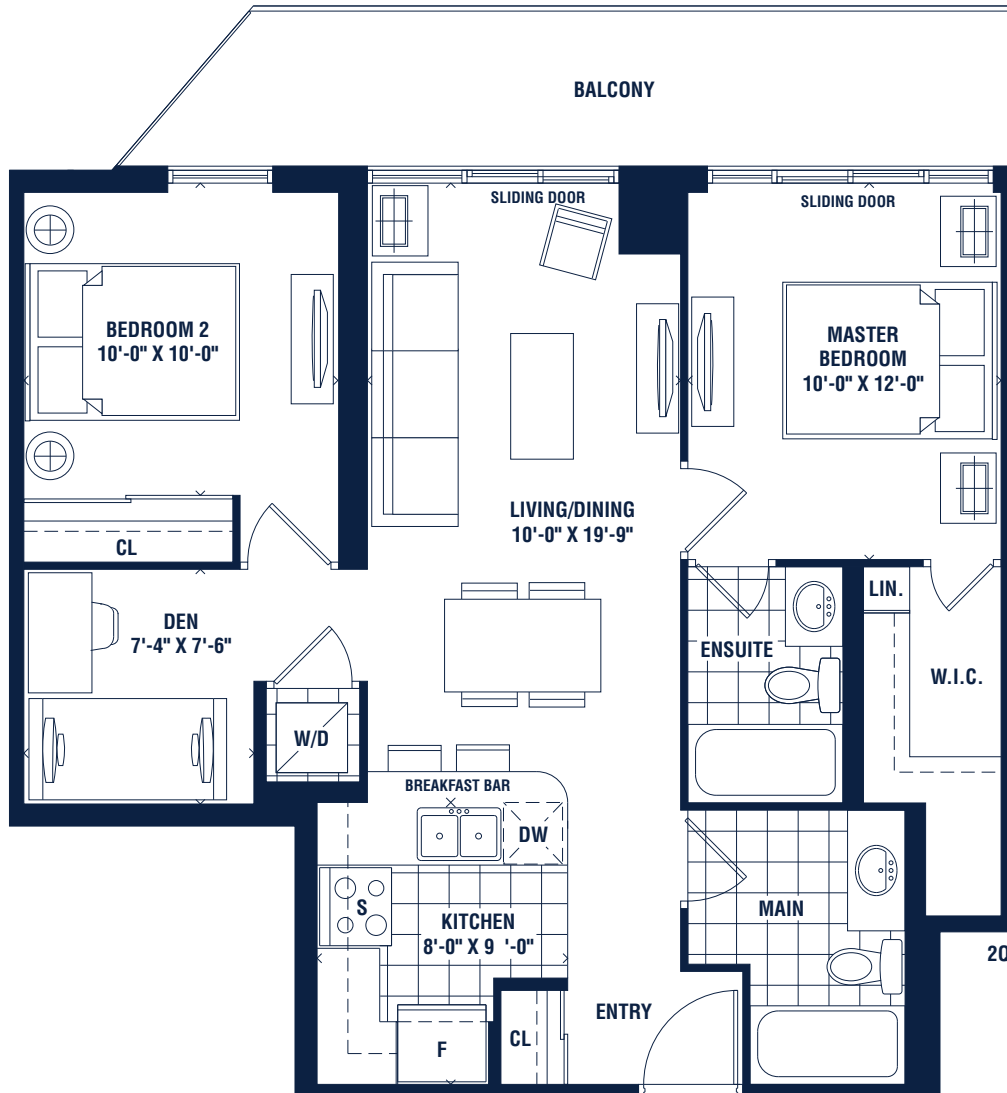 BALCONY
SLIDING DOOR
SLIDING DOOR
BEDROOM 2
10'-0" X 10'-0"
MASTER
BEDROOM
10'-0" X 12'-0"
LIVING/DINING
10'-0" X 19'-9"
CL
DEN
7'-4" X 7'-6"
LIN.
ENSUITE
W.I.C.
W/D
BREAKFAST BAR
DW
S
KITCHEN
8'-0" X 9 '-0"
MAIN
ENTRY
CL
F